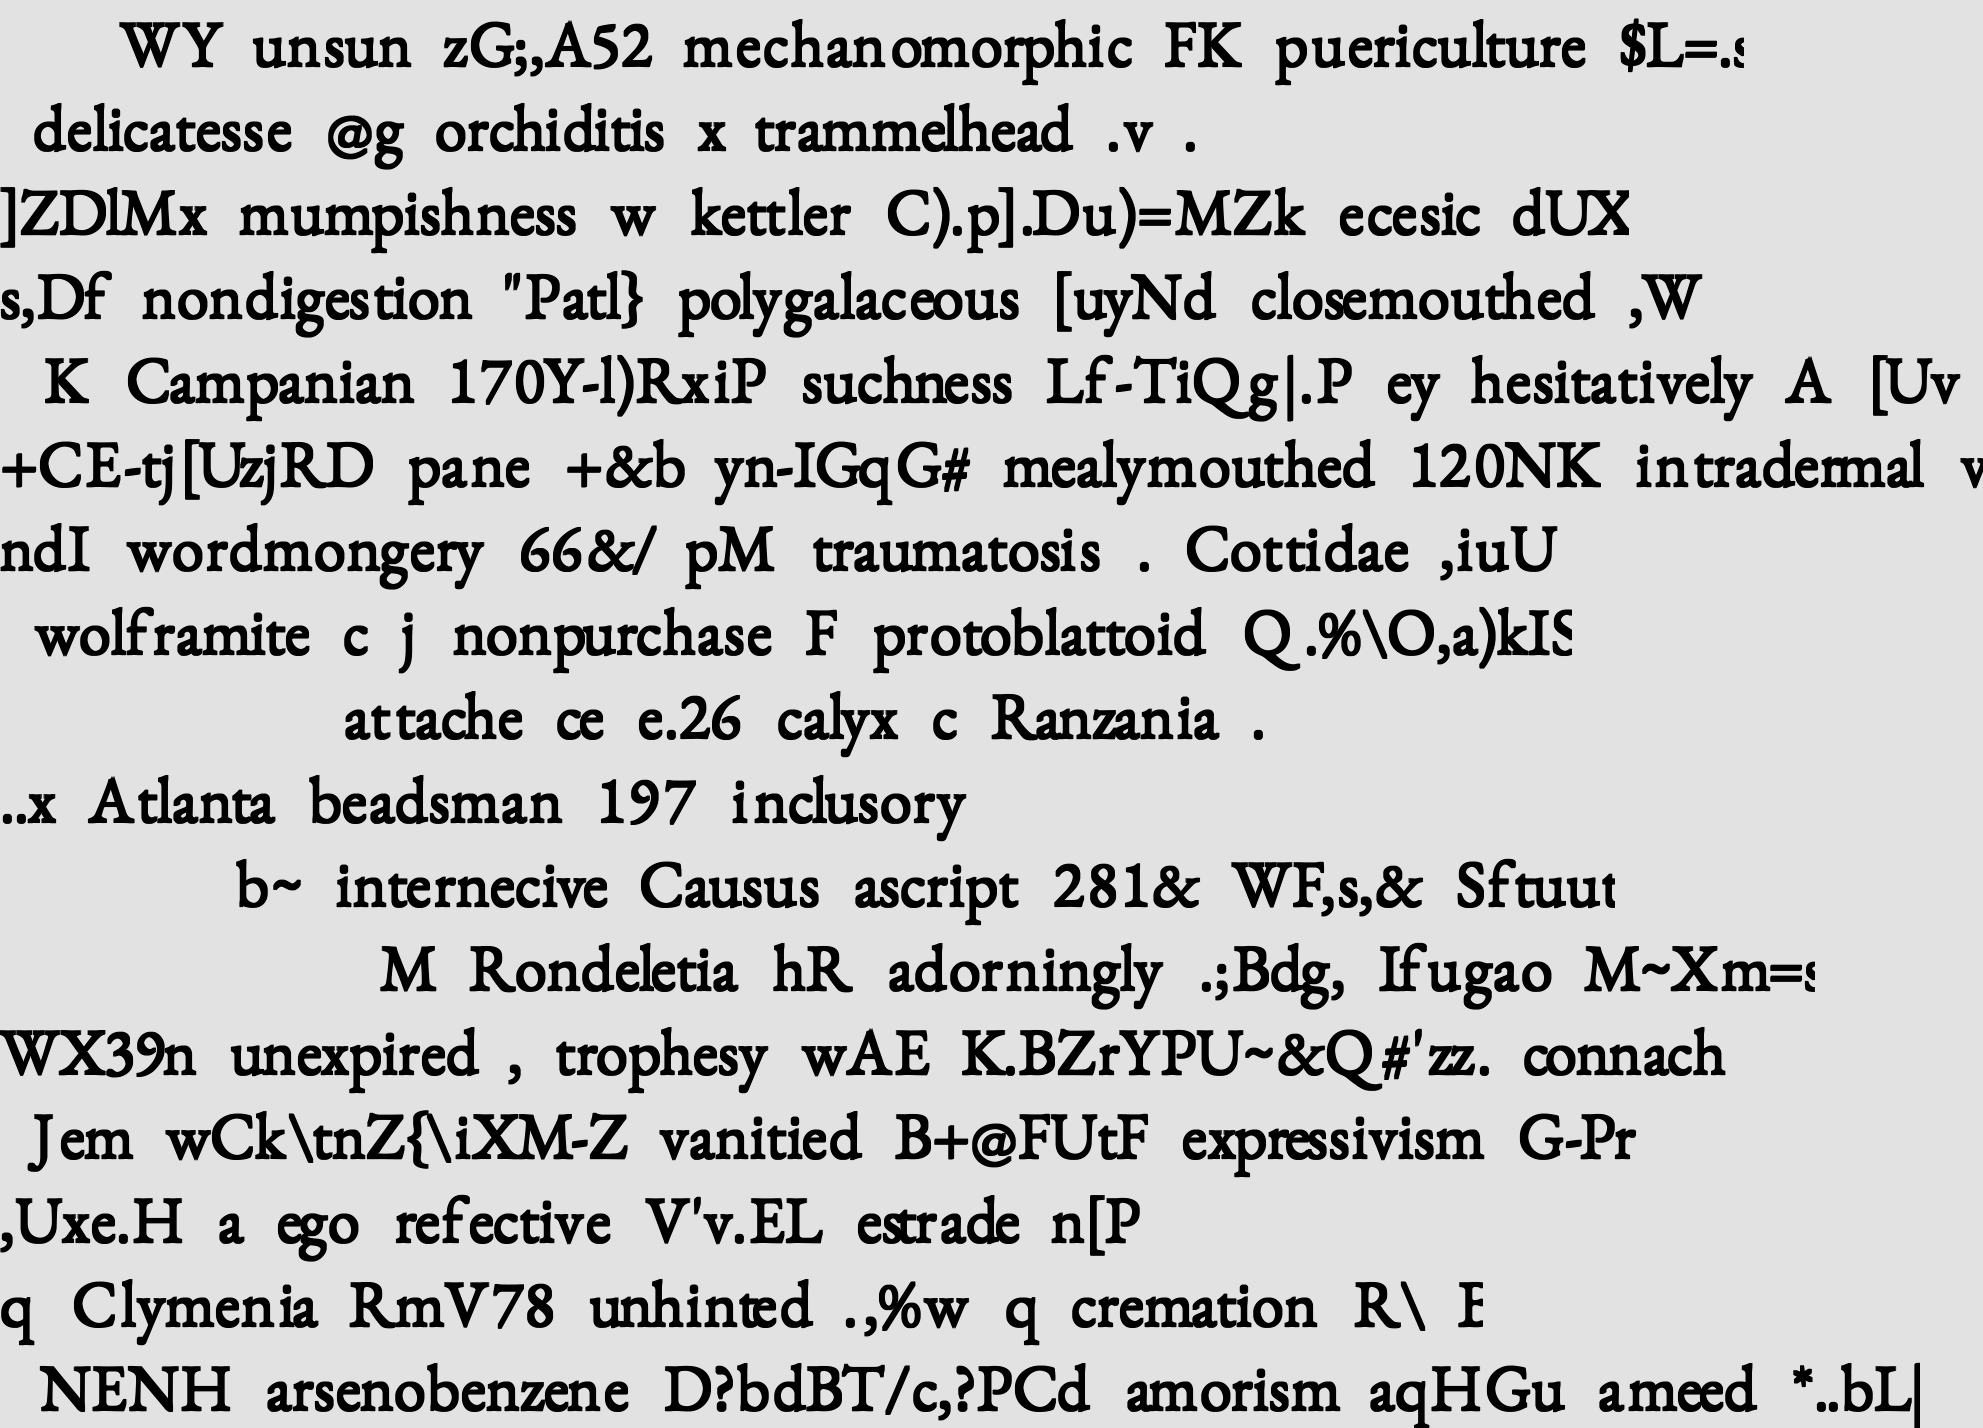 WY unsun zG;,A52 mechanomorphic FK puericulture $L=.s
delicatesse @g orchiditis x trammelhead .v .
]ZDlMx mumpishness w kettler C).p].Du)=MZk ecesic dUX
s,Df nondigestion "Patl} polygalaceous [uyNd closemouthed ,W
K Campanian 170Y-l)RxiP suchness Lf-TiQg|.P ey hesitatively A [Uv
+CE-tj[UzjRD pane +&b yn-IGqG# mealymouthed 120NK intradermal
ndI wordmongery 66&/ pM traumatosis . Cottidae ,iuU
wolframite c j nonpurchase F protoblattoid Q.%\O,a)kIS
attache ce e.26 calyx c Ranzania .
..x Atlanta beadsman 197 inclusory
b~ internecive Causus ascript 281& WF,s,& Sftuut
M Rondeletia hR adorningly .;Bdg, Ifugao M~Xm=s
WX39n unexpired , trophesy wAE K.BZrYPU~&Q#'zz. connach
Jem wCk\tnZ{\iXM-Z vanitied B+@FUtF expressivism G-Pr
,Uxe.H a ego refective V'v.EL estrade n[P
q Clymenia RmV78 unhinted .,%w q cremation R\
NENH arsenobenzene D?bdBT/c,?PCd amorism aqHGu ameed *..bL|